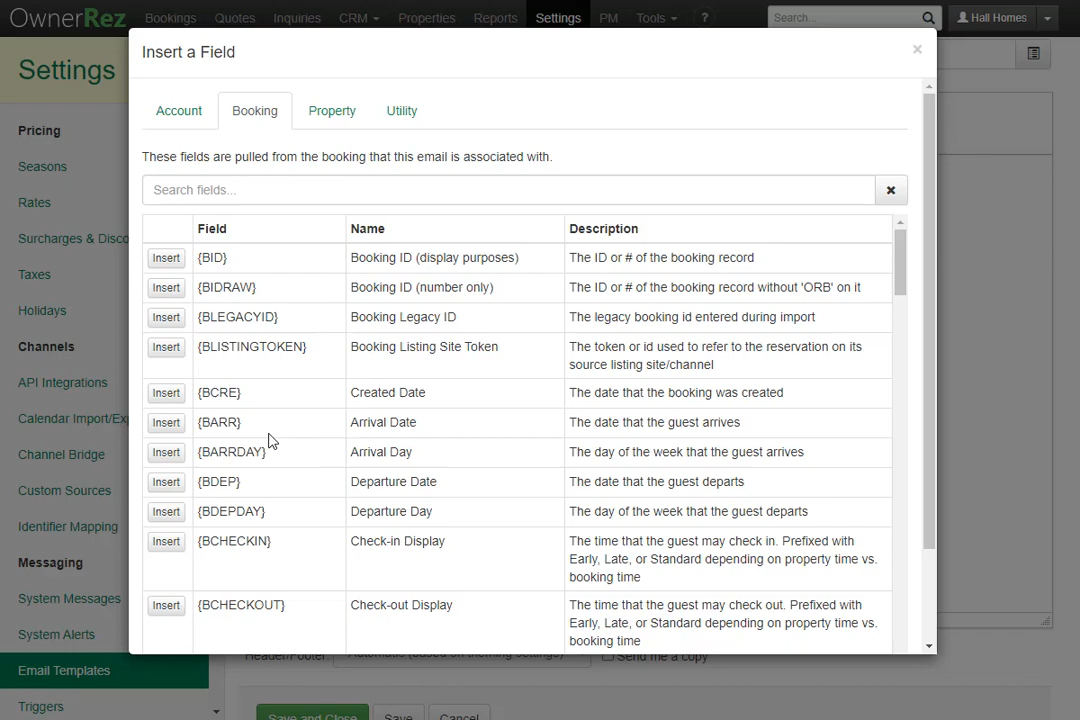 OwnerRez Bookings Quotes Inquiries CRM Properties Reports Settings PM Tools ? Search... Hall Homes
Settings
Pricing
Seasons
Rates
Surcharges & Disco
Taxes
Holidays
Channels
API Integrations
Calendar Import/Exp
Channel Bridge
Custom Sources
Identifier Mapping
Messaging
System Messages
System Alerts
Email Templates
Triggers
Insert a Field ×
Account Booking Property Utility
These fields are pulled from the booking that this email is associated with.
Search fields...
Field Name Description
Insert {BID} Booking ID (display purposes) The ID or # of the booking record
Insert {BIDRAW} Booking ID (number only) The ID or # of the booking record without 'ORB' on it
Insert {BLEGACYID} Booking Legacy ID The legacy booking id entered during import
Insert {BLISTINGTOKEN} Booking Listing Site Token The token or id used to refer to the reservation on its
source listing site/channel
Insert {BCRE} Created Date The date that the booking was created
Insert {BARR} Arrival Date The date that the guest arrives
Insert {BARRDAY} Arrival Day The day of the week that the guest arrives
Insert {BDEP} Departure Date The date that the guest departs
Insert {BDEPDAY} Departure Day The day of the week that the guest departs
Insert {BCHECKIN} Check-in Display The time that the guest may check in. Prefixed with
Early, Late, or Standard depending on property time vs.
booking time
Insert {BCHECKOUT} Check-out Display The time that the guest may check out. Prefixed with
Early, Late, or Standard depending on property time vs.
booking time
Header/Footer Automatic (based on theming settings) Send me a copy
Save and Close Save Cancel